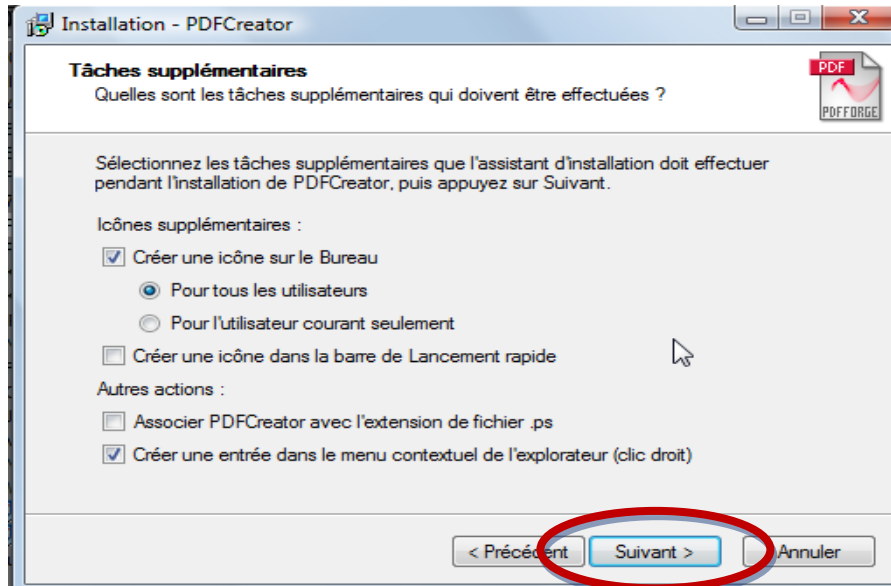 Installation - PDFCreator
Tâches supplémentaires
Quelles sont les tâches supplémentaires qui doivent être effectuées ?
PDF
PDFFORGE
Sélectionnez les tâches supplémentaires que l'assistant d'installation doit effectuer
pendant l'installation de PDFCreator, puis appuyez sur Suivant.
Icônes supplémentaires :
Créer une icône sur le Bureau
Pour tous les utilisateurs
Pour l'utilisateur courant seulement
Créer une icône dans la barre de Lancement rapide
Autres actions :
Associer PDFCreator avec l'extension de fichier .ps
Créer une entrée dans le menu contextuel de l'explorateur (clic droit)
< Précédent Suivant > Annuler